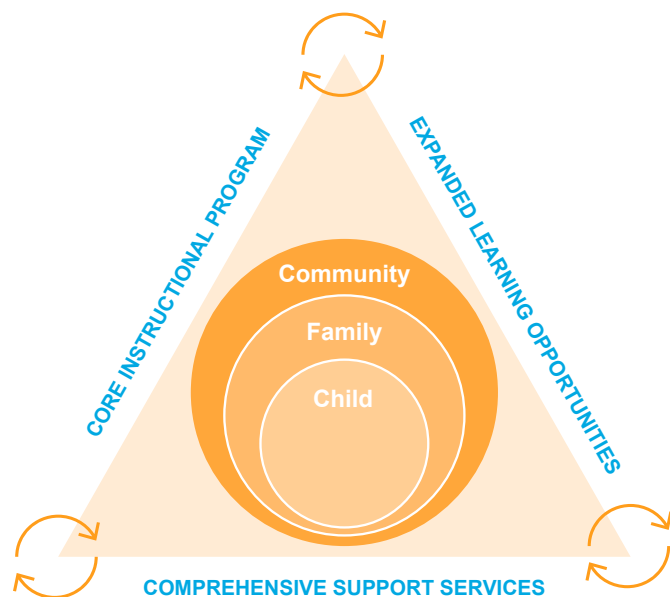 CORE INSTRUCTIONAL PROGRAM
EXPANDED LEARNING OPPORTUNITIES
Community
Family
Child
COMPREHENSIVE SUPPORT SERVICES